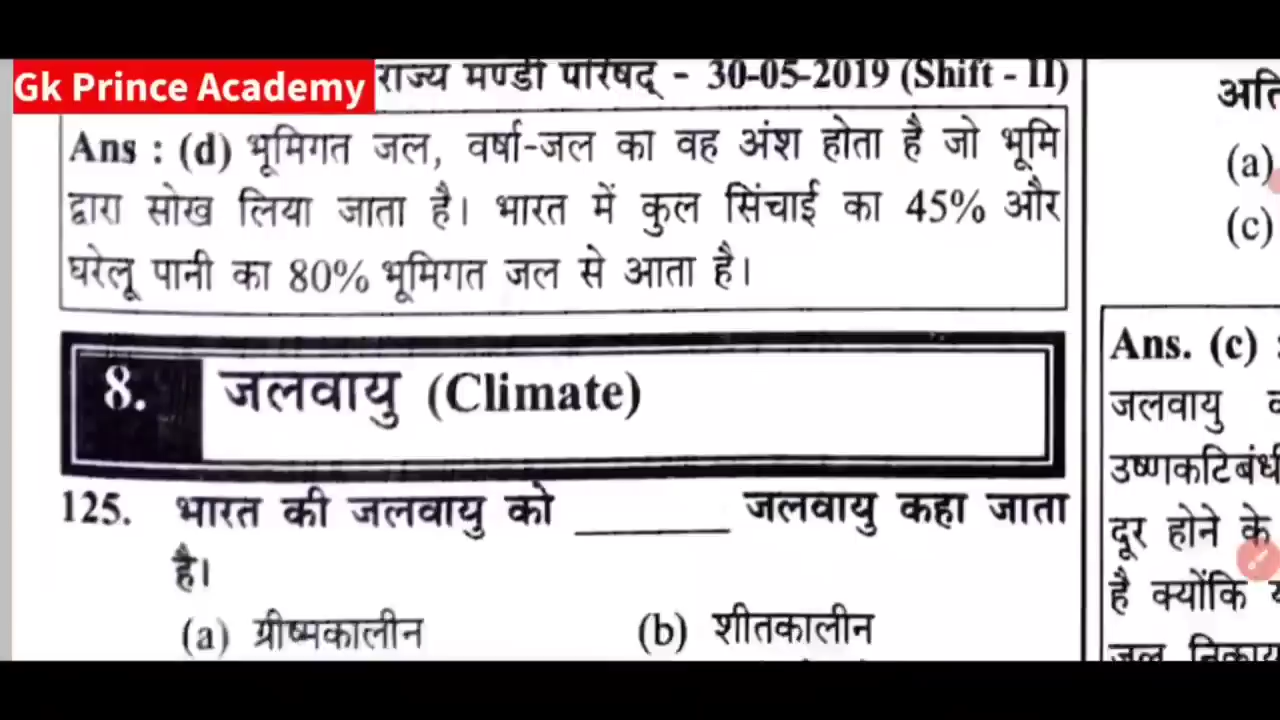 Gk Prince Academy
राज्य मण्डी परिषद् - 30-05-2019 (Shift - II)
Ans : (d) भूमिगत जल, वर्षा-जल का वह अंश होता है जो भूमि
द्वारा सोख लिया जाता है। भारत में कुल सिंचाई का 45% और
घरेलू पानी का 80% भूमिगत जल से आता है।
8. जलवायु (Climate)
125. भारत की जलवायु को ________ जलवायु कहा जाता
है।
(a) ग्रीष्मकालीन (b) शीतकालीन
(a)
(c)
Ans. (c) :
जलवायु
उष्णकटिबंधी
दूर होने के
है क्योंकि
जल निकाय